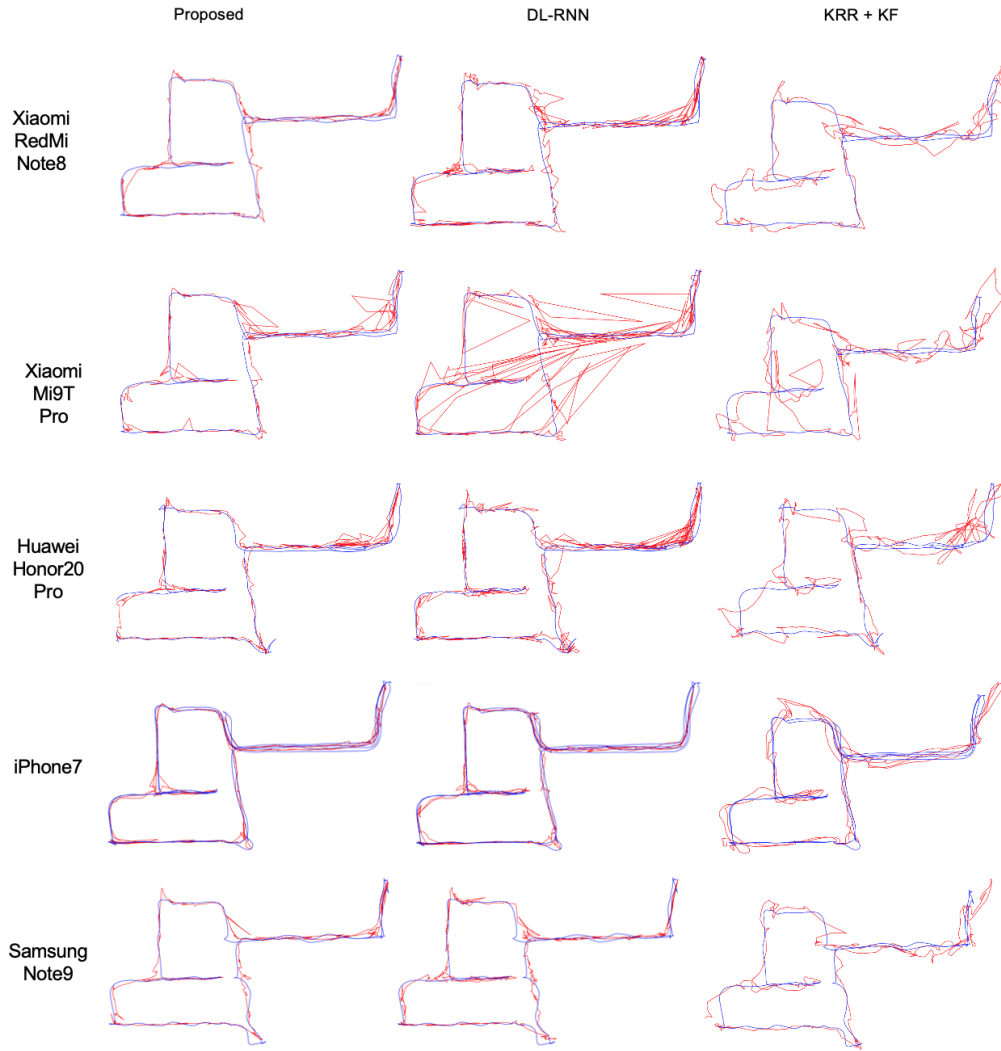 Proposed DL-RNN KRR + KF
Xiaomi
RedMi
Note8
Xiaomi
Mi9T
Pro
Huawei
Honor20
Pro
iPhone7
Samsung
Note9